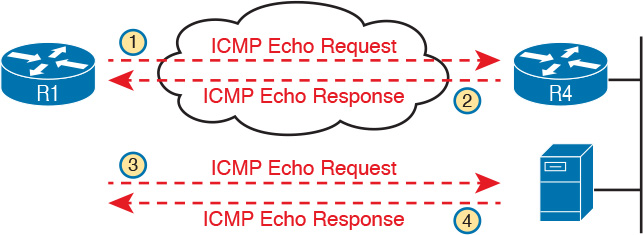 1
ICMP Echo Request
R1
R4
ICMP Echo Response
2
3
ICMP Echo Request
ICMP Echo Response
4